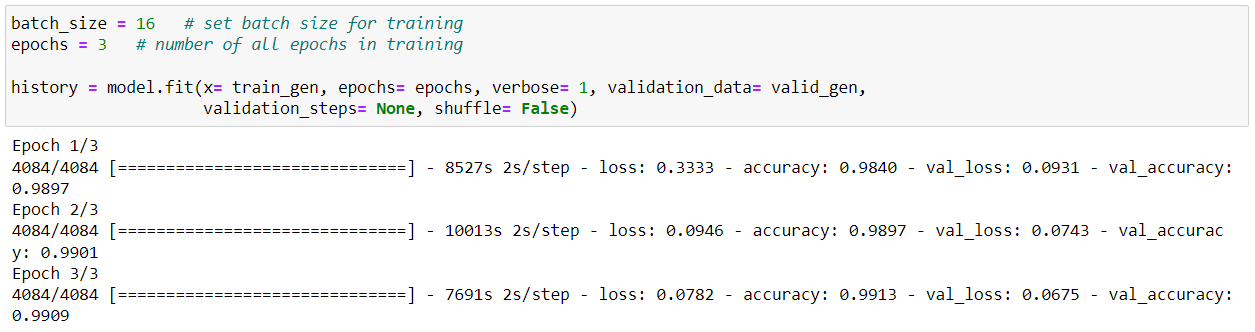 batch_size = 16   # set batch size for training
epochs = 3   # number of all epochs in training

history = model.fit(x= train_gen, epochs= epochs, verbose= 1, validation_data= valid_gen,
                    validation_steps= None, shuffle= False)
Epoch 1/3
4084/4084 [==============================] - 8527s 2s/step - loss: 0.3333 - accuracy: 0.9840 - val_loss: 0.0931 - val_accuracy:
0.9897
Epoch 2/3
4084/4084 [==============================] - 10013s 2s/step - loss: 0.0946 - accuracy: 0.9897 - val_loss: 0.0743 - val_accurac
y: 0.9901
Epoch 3/3
4084/4084 [==============================] - 7691s 2s/step - loss: 0.0782 - accuracy: 0.9913 - val_loss: 0.0675 - val_accuracy:
0.9909